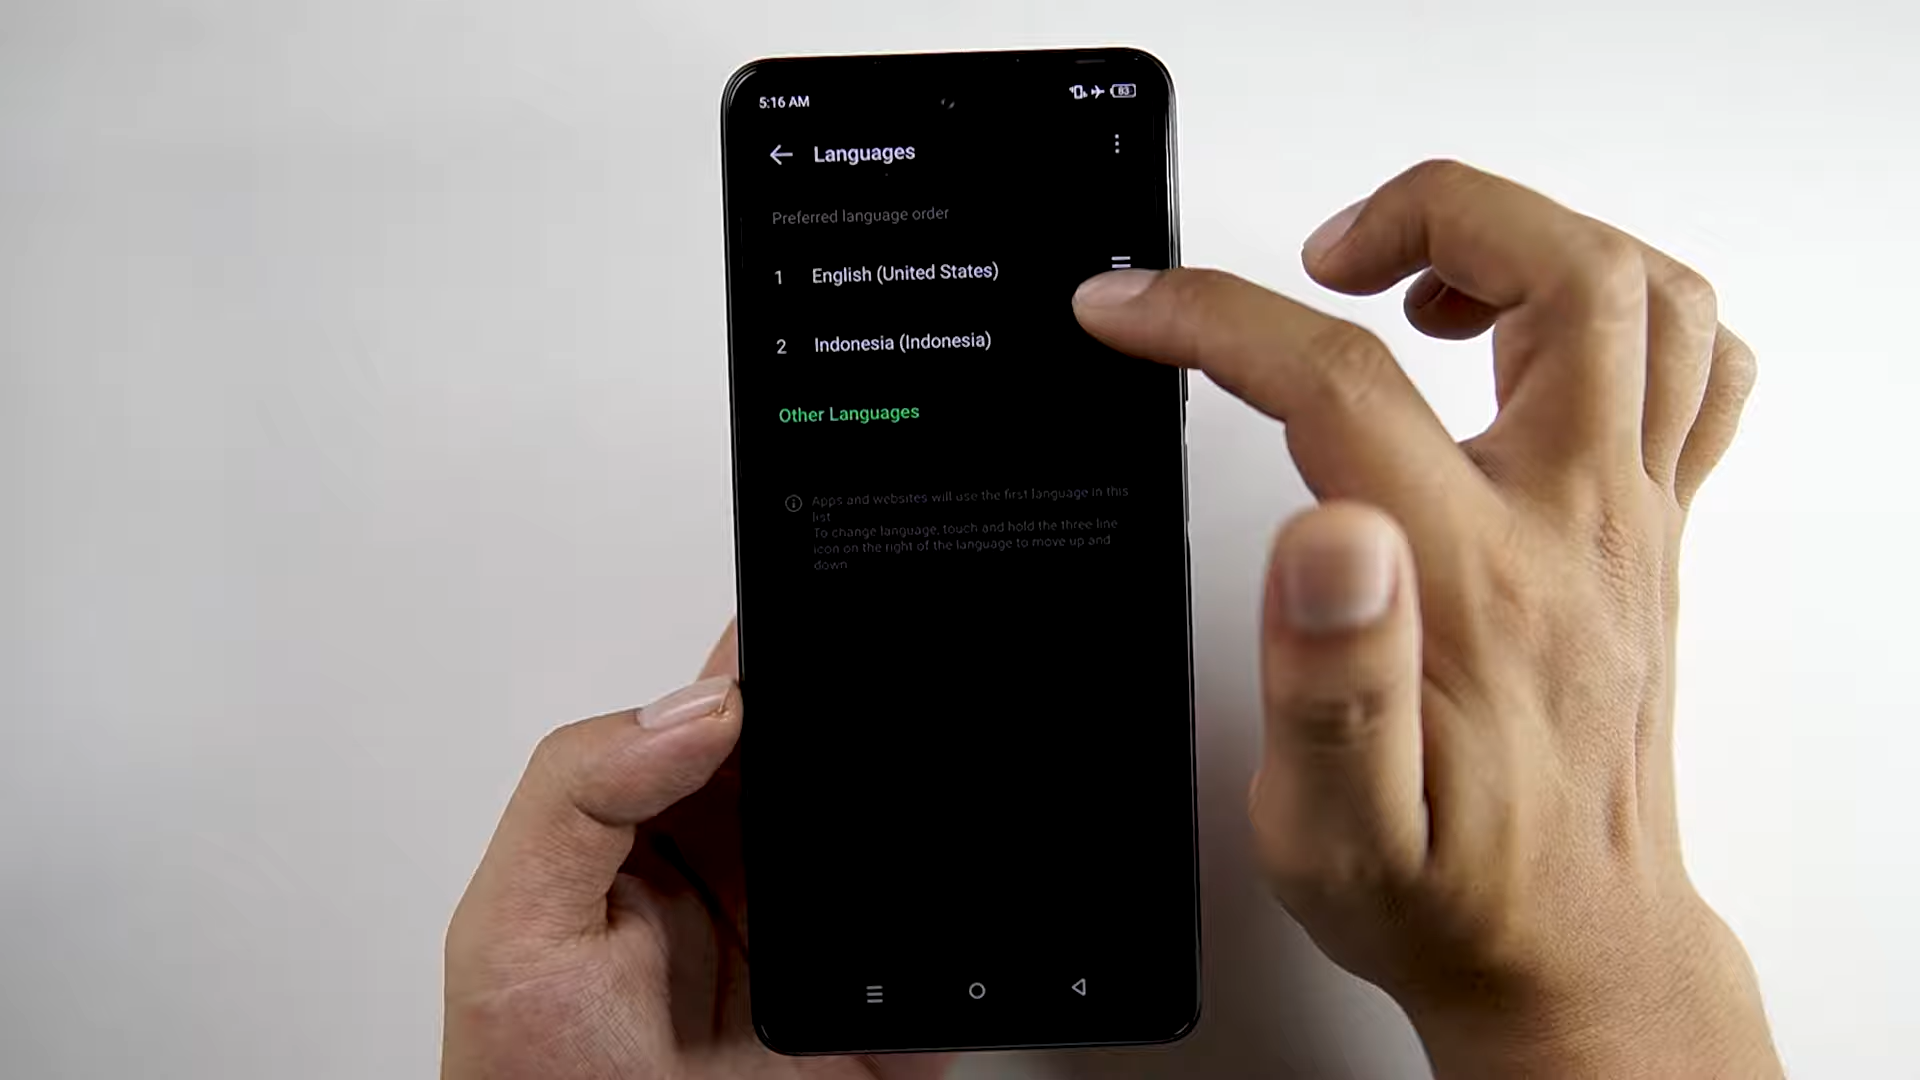 5:16 AM
83
Languages
Preferred language order
1 English (United States)
2 Indonesia (Indonesia)
Other Languages
Apps and websites will use the first language in this
list
To change language, touch and hold the three line
icon on the right of the language to move up and
down